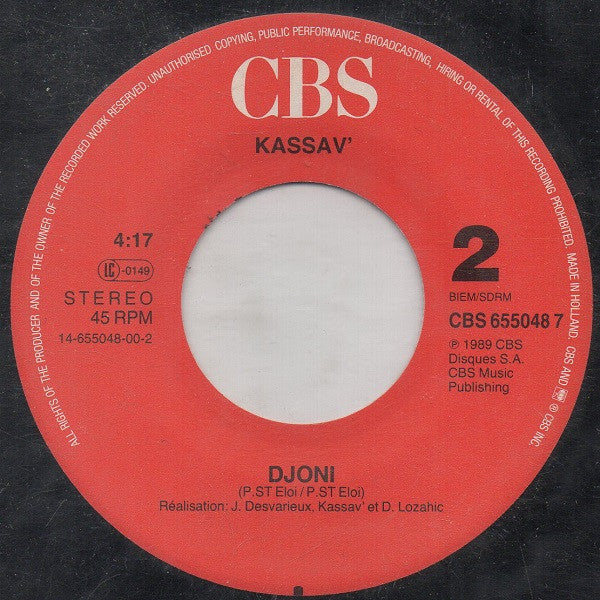 ALL RIGHTS OF THE PRODUCER AND OF THE OWNER OF THE RECORDED WORK RESERVED. UNAUTHORISED COPYING, PUBLIC PERFORMANCE, BROADCASTING, HIRING OR RENTAL OF THIS RECORDING PROHIBITED. MADE IN HOLLAND. CBS AND ® CBS INC.
CBS
KASSAV'
4:17
LC-0149
STEREO
45 RPM
14-655048-00-2
2
BIEM/SDRM
CBS 655048 7
℗ 1989 CBS
Disques S.A.
CBS Music
Publishing
DJONI
(P.ST Eloi / P.ST Eloi)
Réalisation: J. Desvarieux, Kassav' et D. Lozahic